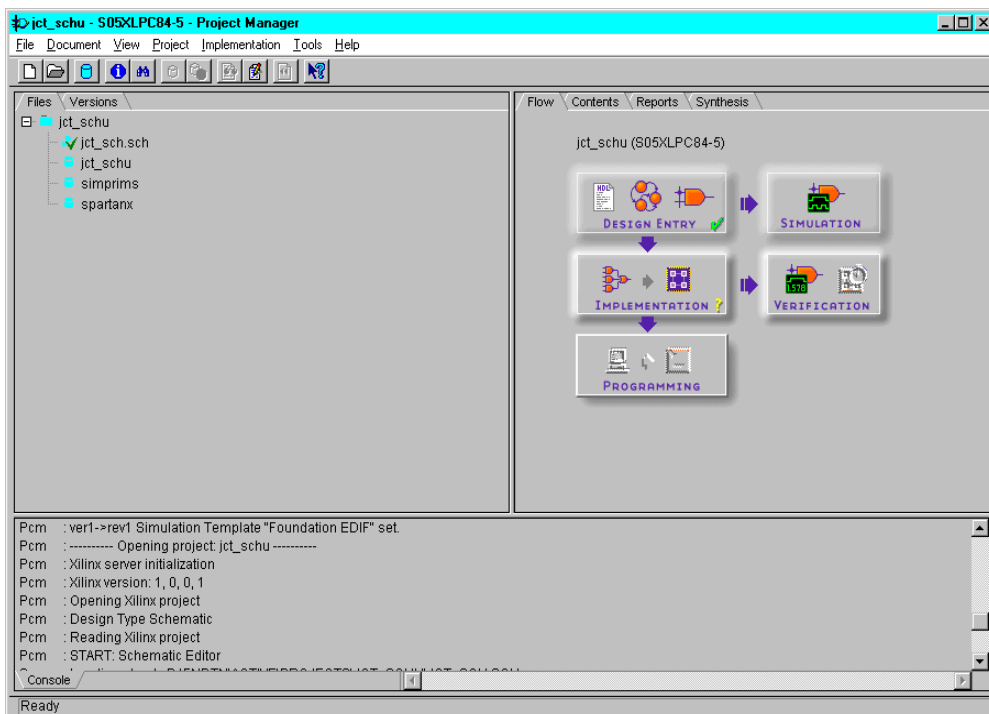 jct_schu - S05XLPC84-5 - Project Manager
File Document View Project Implementation Tools Help
Files Versions
Flow Contents Reports Synthesis
jct_schu
jct_sch.sch
jct_schu
simprims
spartanx
jct_schu (S05XLPC84-5)
HDL
DESIGN ENTRY
SIMULATION
IMPLEMENTATION ?
1.578
VERIFICATION
PROGRAMMING
Pcm : ver1->rev1 Simulation Template "Foundation EDIF" set.
Pcm : ---------- Opening project: jct_schu ----------
Pcm : Xilinx server initialization
Pcm : Xilinx version: 1, 0, 0, 1
Pcm : Opening Xilinx project
Pcm : Design Type Schematic
Pcm : Reading Xilinx project
Pcm : START: Schematic Editor
Console
Ready